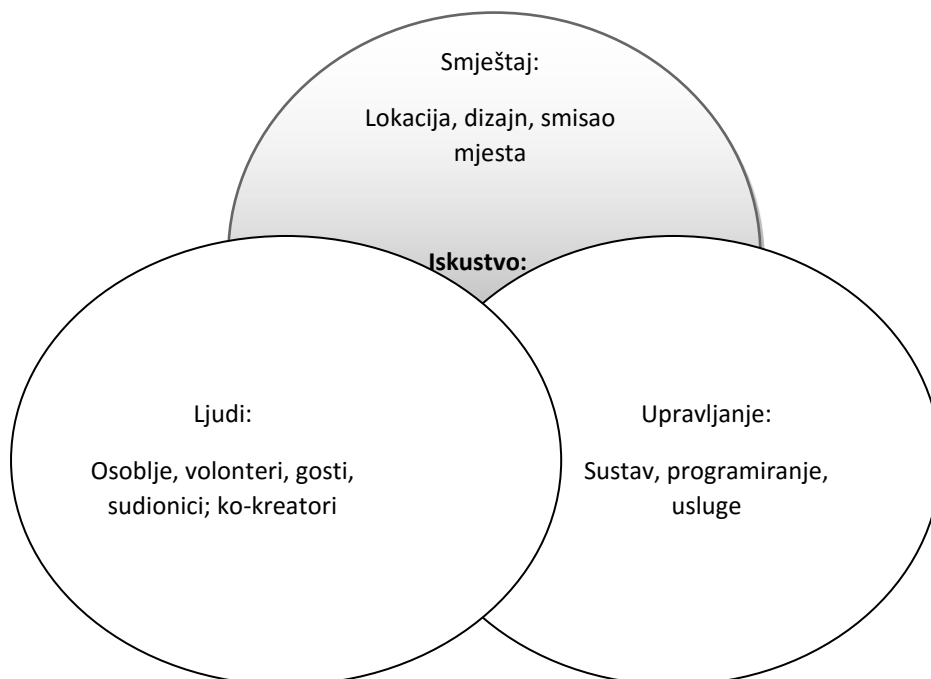 Smještaj:
Lokacija, dizajn, smisao
mjesta
Iskustvo:
Ljudi:
Osoblje, volonteri, gosti,
sudionici; ko-kreatori
Upravljanje:
Sustav, programiranje,
usluge